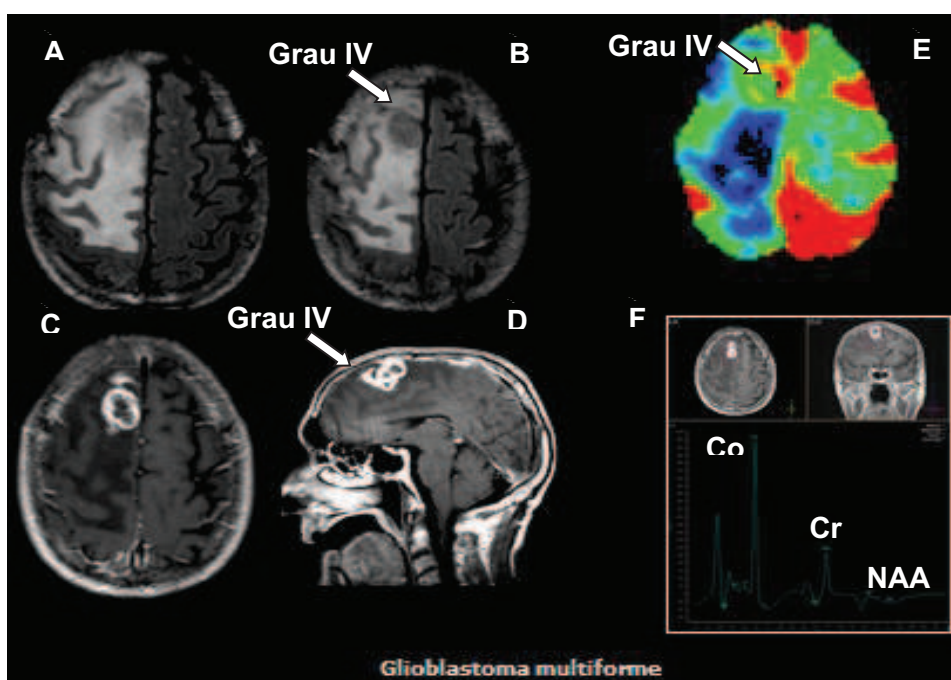 A
Grau IV
B
Grau IV
E
C
Grau IV
D
F
Co
Cr
NAA
Glioblastoma multiforme